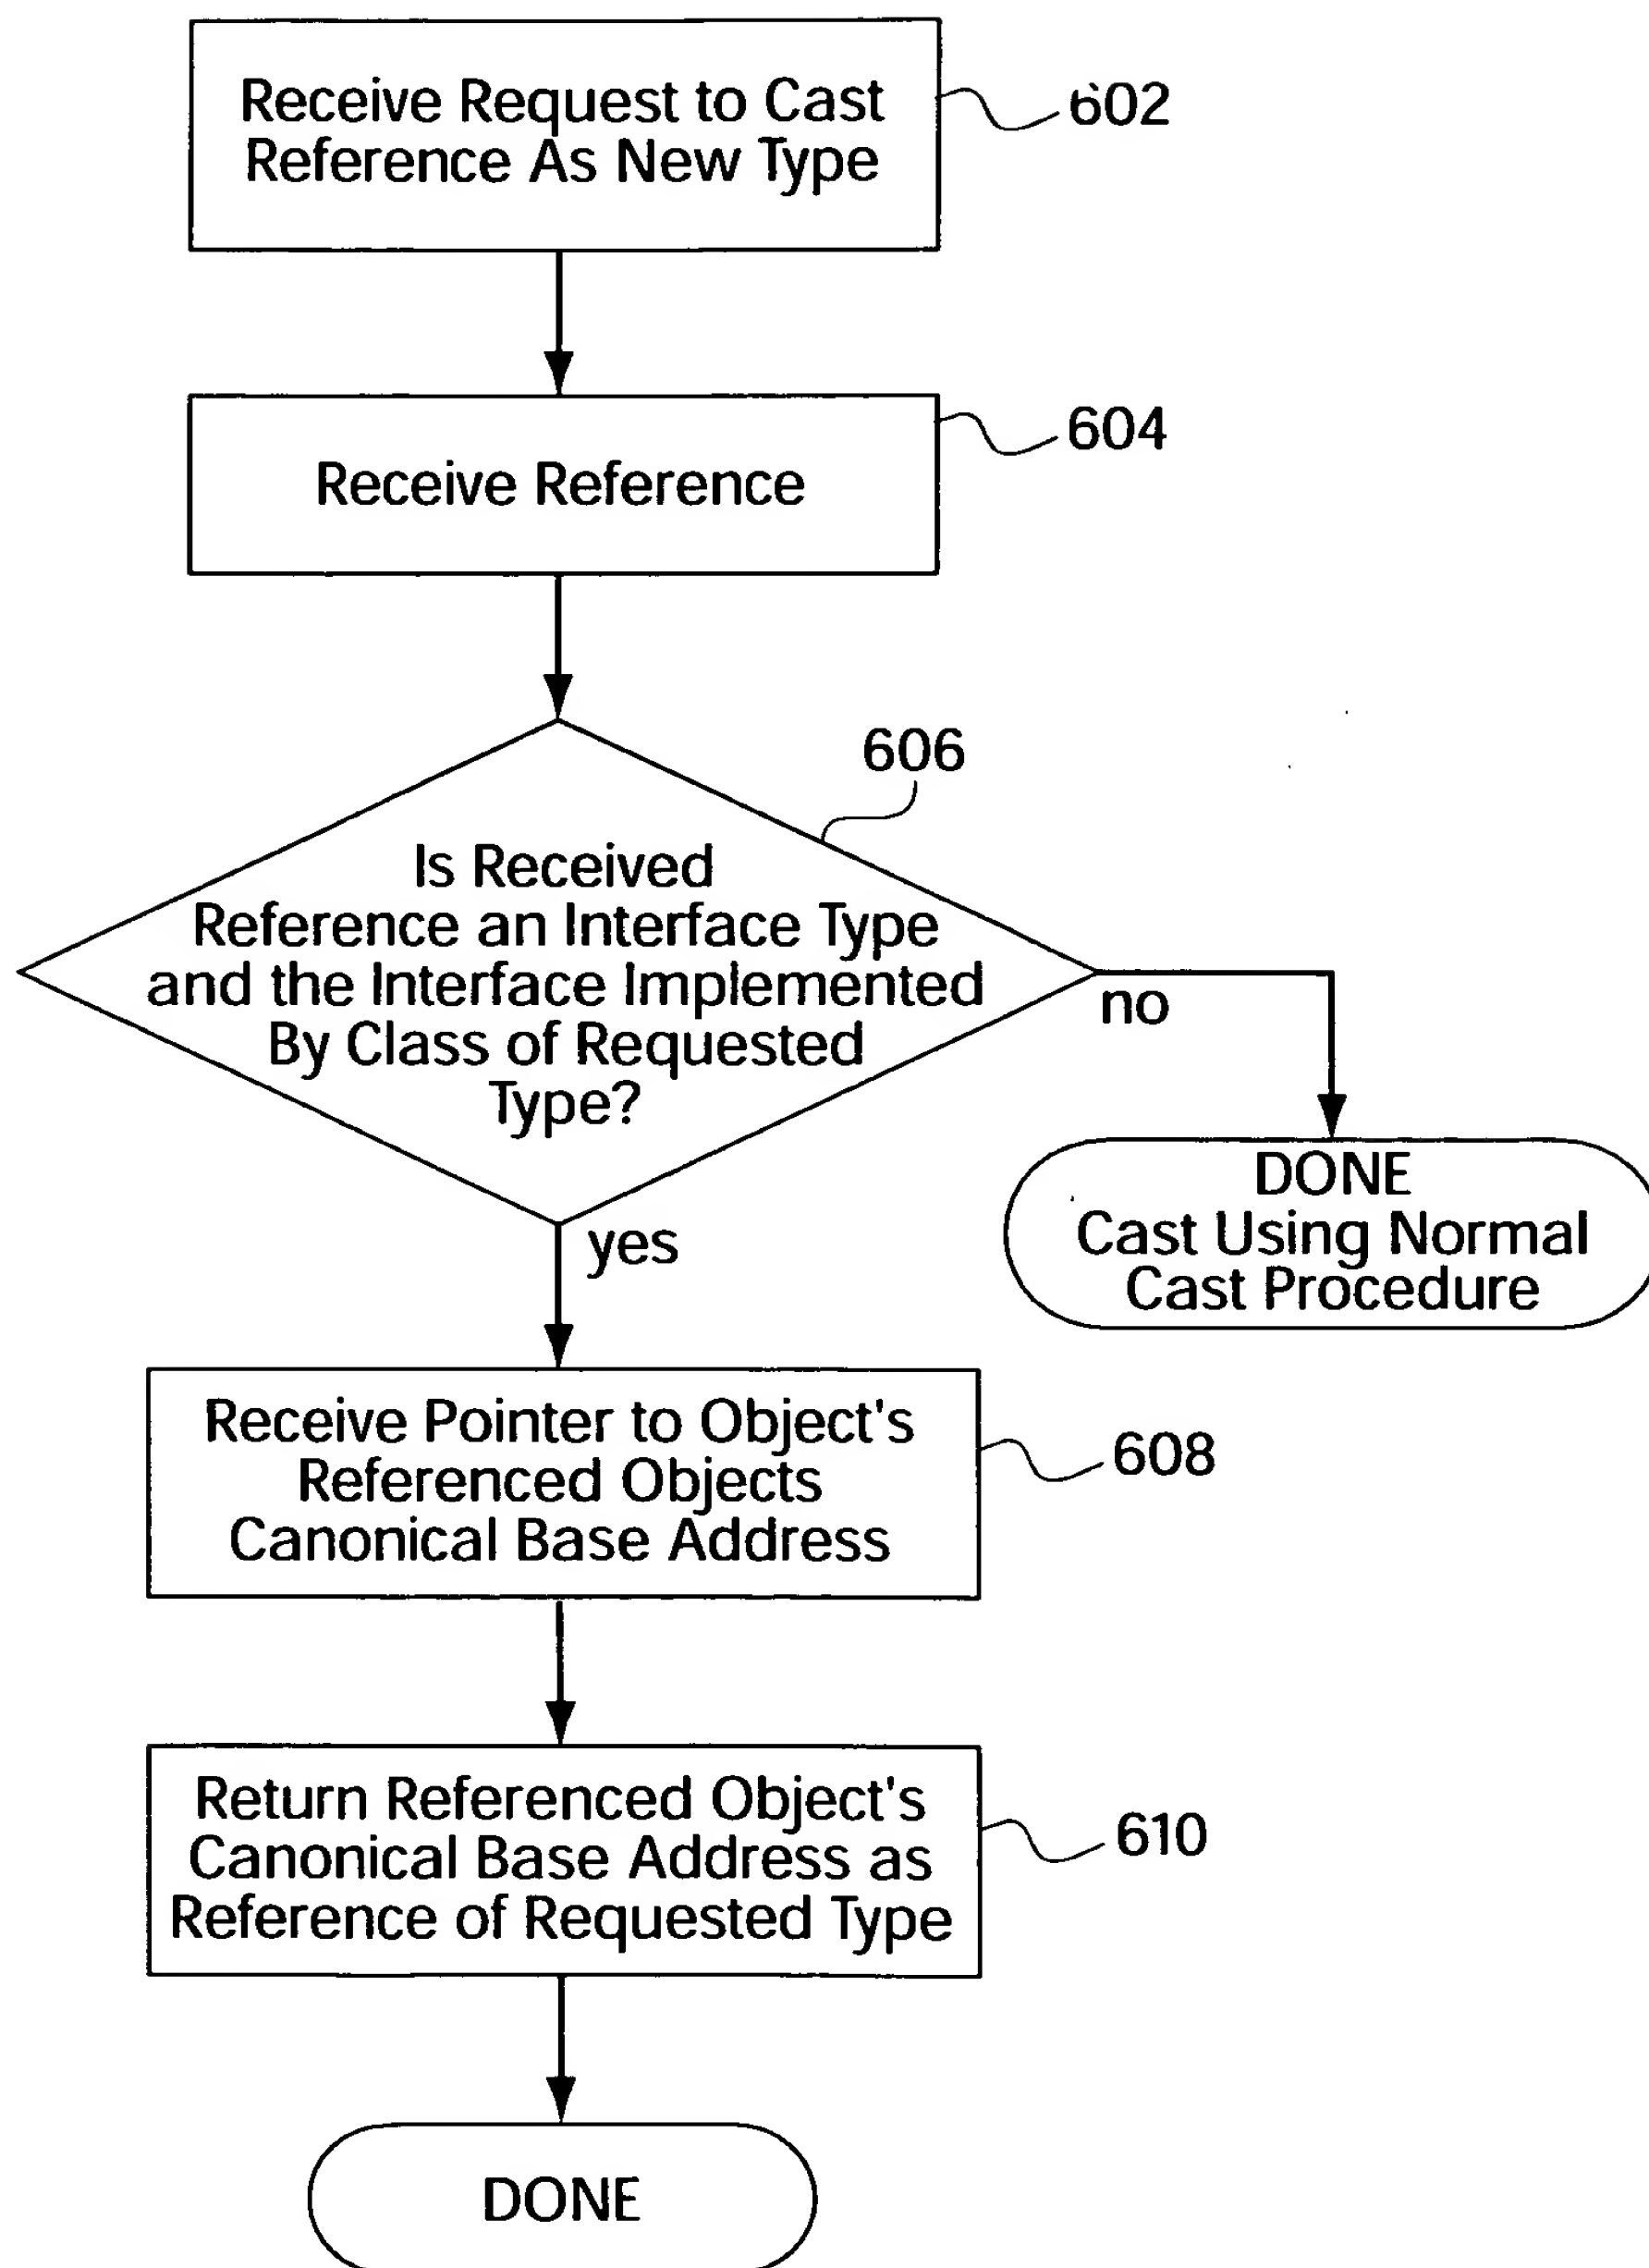 Receive Request to Cast
Reference As New Type
602
Receive Reference
604
606
Is Received
Reference an Interface Type
and the Interface Implemented
By Class of Requested
Type?
no
DONE
Cast Using Normal
Cast Procedure
yes
Receive Pointer to Object's
Referenced Objects
Canonical Base Address
608
Return Referenced Object's
Canonical Base Address as
Reference of Requested Type
610
DONE